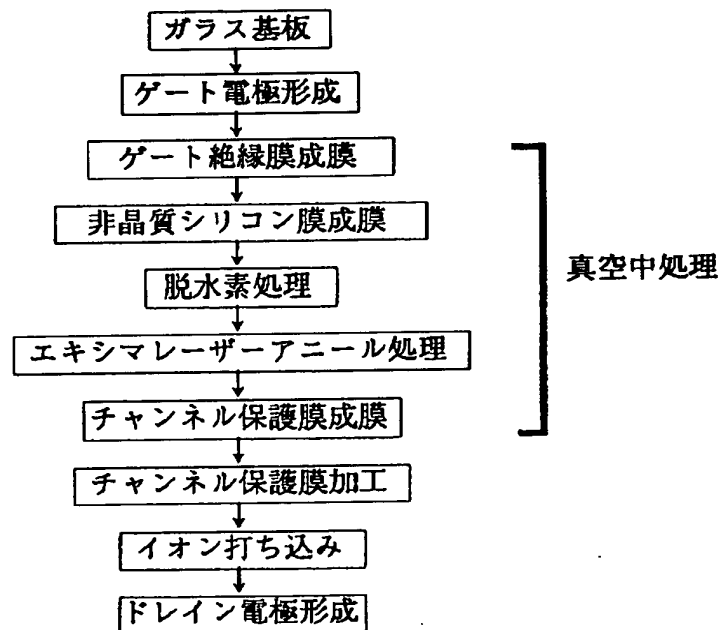 ガラス基板
ゲート電極形成
ゲート絶縁膜成膜
非晶質シリコン膜成膜
脱水素処理
エキシマレーザーアニール処理
チャンネル保護膜成膜
チャンネル保護膜加工
イオン打ち込み
ドレイン電極形成
真空中処理